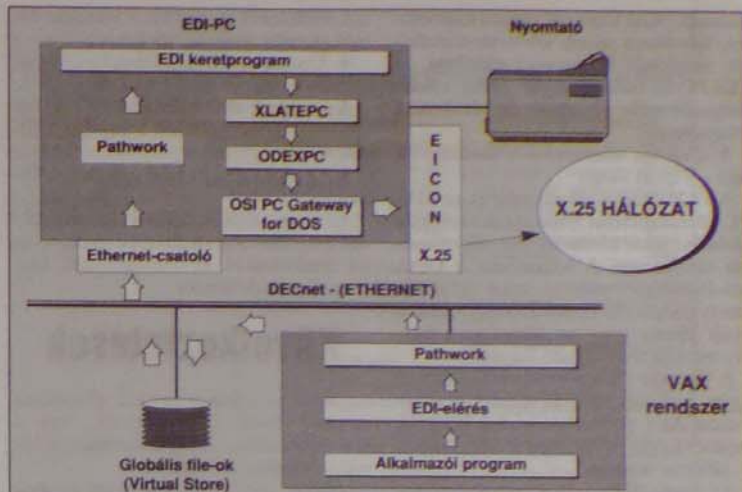 EDI-PC
Nyomtató
EDI keretprogram
XLATEPC
Pathwork
ODEXPC
OSI PC Gateway
for DOS
EICON
X.25
X.25 HÁLÓZAT
Ethernet-csatoló
DECnet - (ETHERNET)
Pathwork
EDI-elérés
Alkalmazói program
VAX
rendszer
Globális file-ok
(Virtual Store)